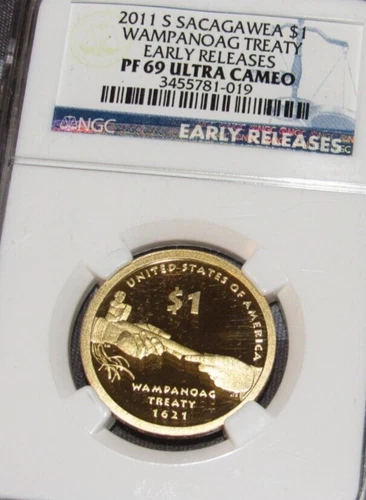 2011 S SACAGAWEA $1
WAMPANOAG TREATY
EARLY RELEASES
PF 69 ULTRA CAMEO
3455781-019
NGC
EARLY RELEASES
UNITED STATES OF AMERICA
$1
WAMPANOAG
TREATY
1621